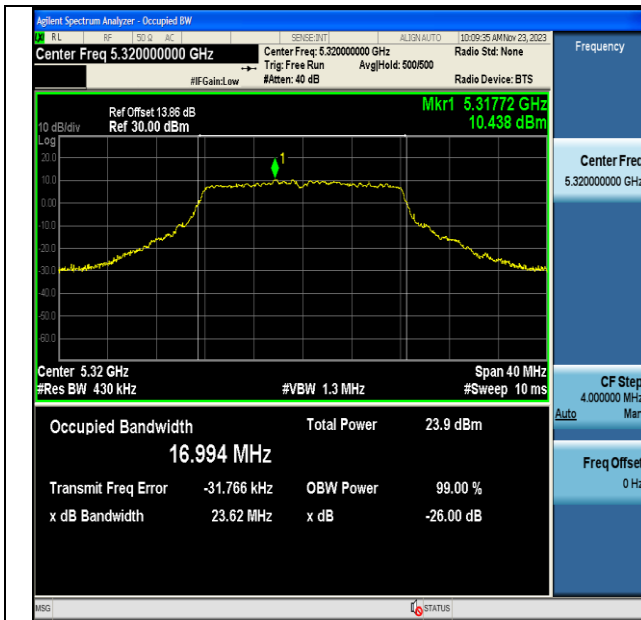 Agilent Spectrum Analyzer - Occupied BW
RL RF 50 Ω AC SENSE:INT ALIGN AUTO 10:09:35 AM Nov 23, 2023
Center Freq 5.320000000 GHz
Center Freq: 5.320000000 GHz
Radio Std: None
Trig: Free Run Avg|Hold: 500/500
#IFGain:Low #Atten: 40 dB Radio Device: BTS
Mkr1 5.31772 GHz
10.438 dBm
Ref Offset 13.86 dB
10 dB/div Ref 30.00 dBm
Log
20.0
1
10.0
0.00
-10.0
-20.0
-30.0
-40.0
-50.0
-60.0
Center 5.32 GHz Span 40 MHz
#Res BW 430 kHz #VBW 1.3 MHz #Sweep 10 ms
Occupied Bandwidth Total Power 23.9 dBm
16.994 MHz
Transmit Freq Error -31.766 kHz OBW Power 99.00 %
x dB Bandwidth 23.62 MHz x dB -26.00 dB
MSG STATUS
Frequency
Center Freq
5.320000000 GHz
CF Step
4.000000 MHz
Auto Man
Freq Offset
0 Hz